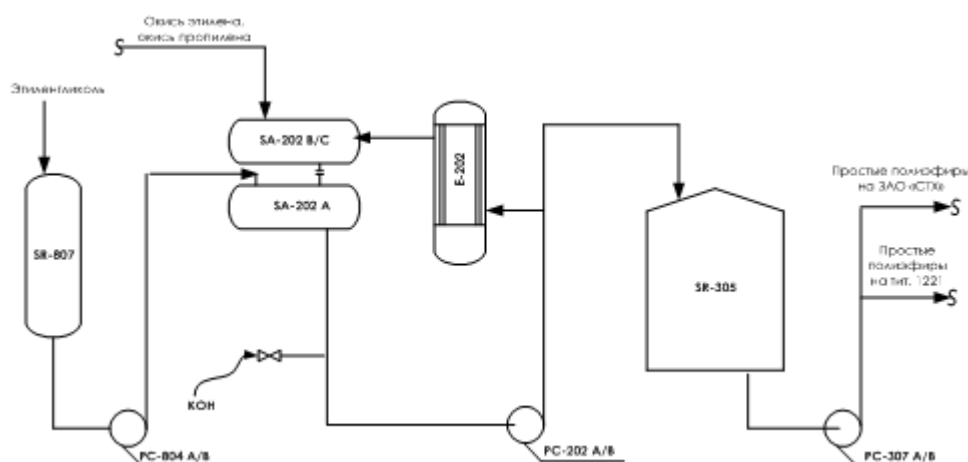 Окись этилена,
окись пропилена
S
Этиленгликоль
SA-202 B/C
SA-202 A
E-202
SR-807
SR-305
Простые полиэфиры
на ЗАО «СТХ»
S
Простые
полиэфиры
на тит. 1221
S
KOH
PC-804 A/B
PC-202 A/B
PC-307 A/B